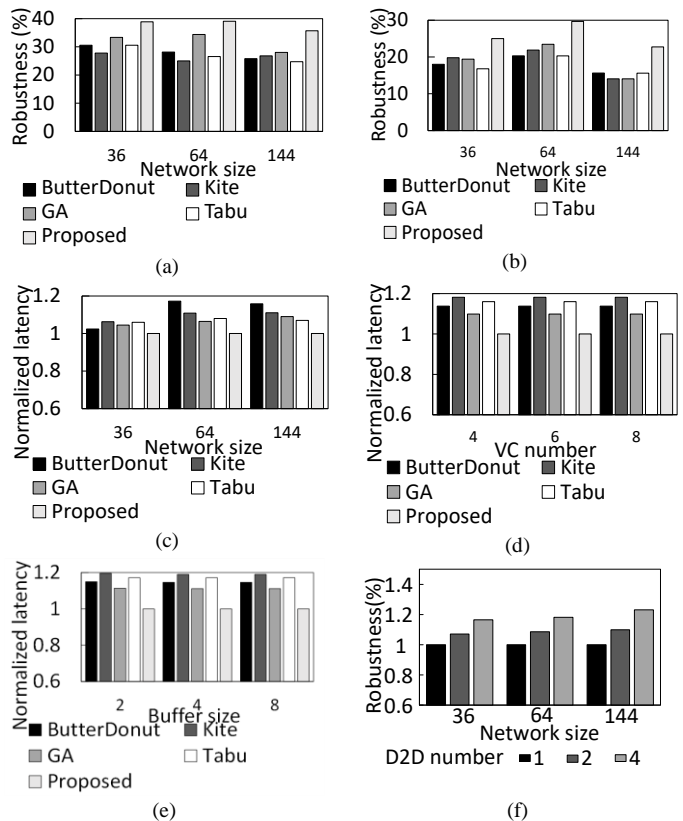 Robustness (%)
40
30
20
10
0
36 64 144
Network size
ButterDonut Kite
GA Tabu
Proposed
(a)
Robustness (%)
30
20
10
0
36 64 144
Network size
ButterDonut Kite
GA Tabu
Proposed
(b)
Normalized latency
1.2
1
0.8
0.6
36 64 144
Network size
ButterDonut Kite
GA Tabu
Proposed
(c)
Normalized latency
1.2
1
0.8
0.6
4 6 8
VC number
ButterDonut Kite
GA Tabu
Proposed
(d)
Normalized latency
1.2
1
0.8
0.6
2 4 8
Buffer size
ButterDonut Kite
GA Tabu
Proposed
(e)
Robustness(%)
1.4
1.2
1
0.8
0.6
36 64 144
Network size
D2D number 1 2 4
(f)